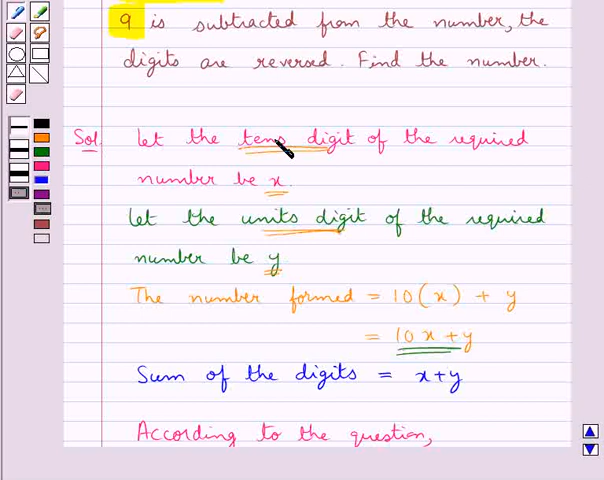 9 is subtracted from the number, the
digits are reversed. Find the number.
Sol. Let the tens digit of the required
number be x.
Let the units digit of the required
number be y
The number formed = 10(x) + y
= 10x + y
Sum of the digits = x+y
According to the question,